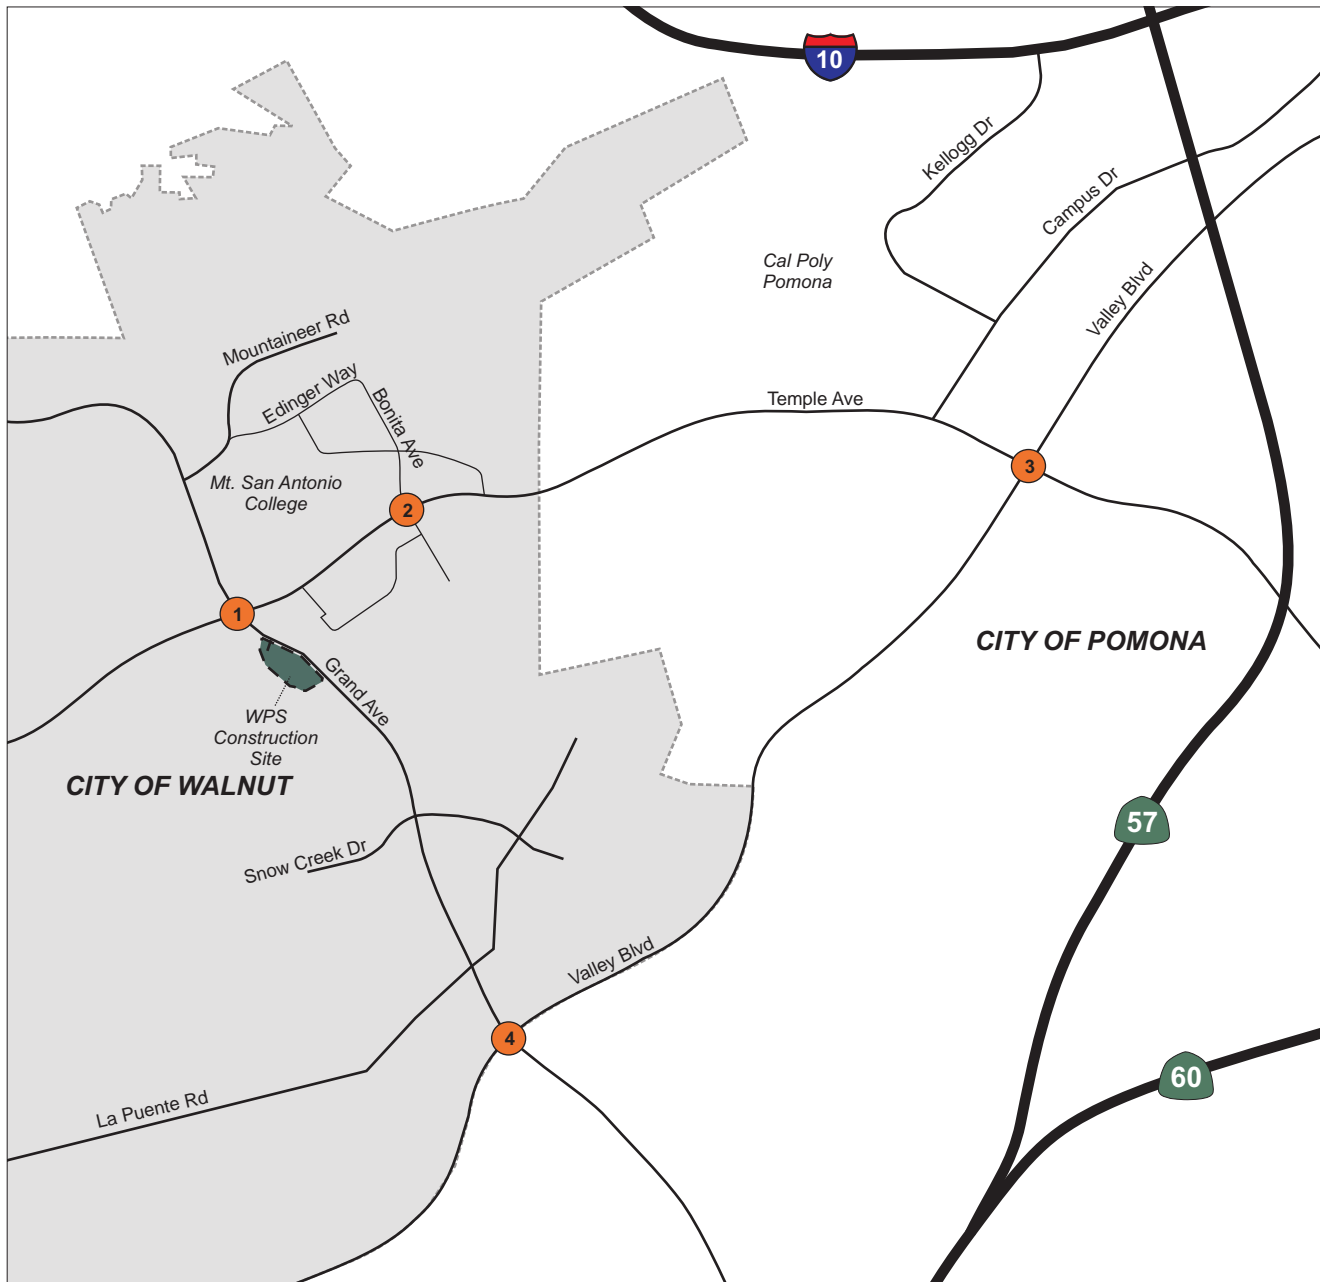 10
Kellogg Dr
Campus Dr
Cal Poly
Pomona
Valley Blvd
Mountaineer Rd
Edinger Way
Bonita Ave
Temple Ave
3
Mt. San Antonio
College
2
1
CITY OF POMONA
Grand Ave
WPS
Construction
Site
CITY OF WALNUT
57
Snow Creek Dr
Valley Blvd
4
60
La Puente Rd